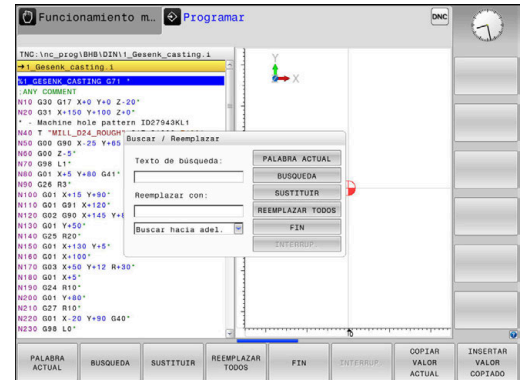 Funcionamiento m... Programar
DNC
TNC:\nc_prog\BHB\DIN\1_Gesenk_casting.i
→1_Gesenk_casting.i
%1_GESENK_CASTING G71 *
;ANY COMMENT
N10 G30 G17 X+0 Y+0 Z-20*
N20 G31 X+150 Y+100 Z+0*
* - Machine hole pattern ID27943KL1
N40 T "MILL_D24_ROUGH"
N50 G00 G90 X-25 Y+65
N60 G00 Z-5*
N70 G98 L1*
N80 G01 X+5 Y+80 G41*
N90 G26 R3*
N100 G01 X+15 Y+90*
N110 G01 G91 X+120*
N120 G02 G90 X+145 Y+
N130 G01 Y+50*
N140 G25 R20*
N150 G01 X+130 Y+5*
N160 G01 X+100*
N170 G03 X+50 Y+12 R+30*
N180 G01 X+5*
N190 G24 R10*
N200 G01 Y+80*
N210 G27 R10*
N220 G01 X-20 Y+90 G40*
N230 G98 L0*
Y
X
Buscar / Reemplazar
Texto de búsqueda:
Reemplazar con:
Buscar hacia adel.
PALABRA ACTUAL
BUSQUEDA
SUSTITUIR
REEMPLAZAR TODOS
FIN
INTERRUP.
PALABRA ACTUAL
BUSQUEDA
SUSTITUIR
REEMPLAZAR TODOS
FIN
INTERRUP.
COPIAR VALOR ACTUAL
INSERTAR VALOR COPIADO